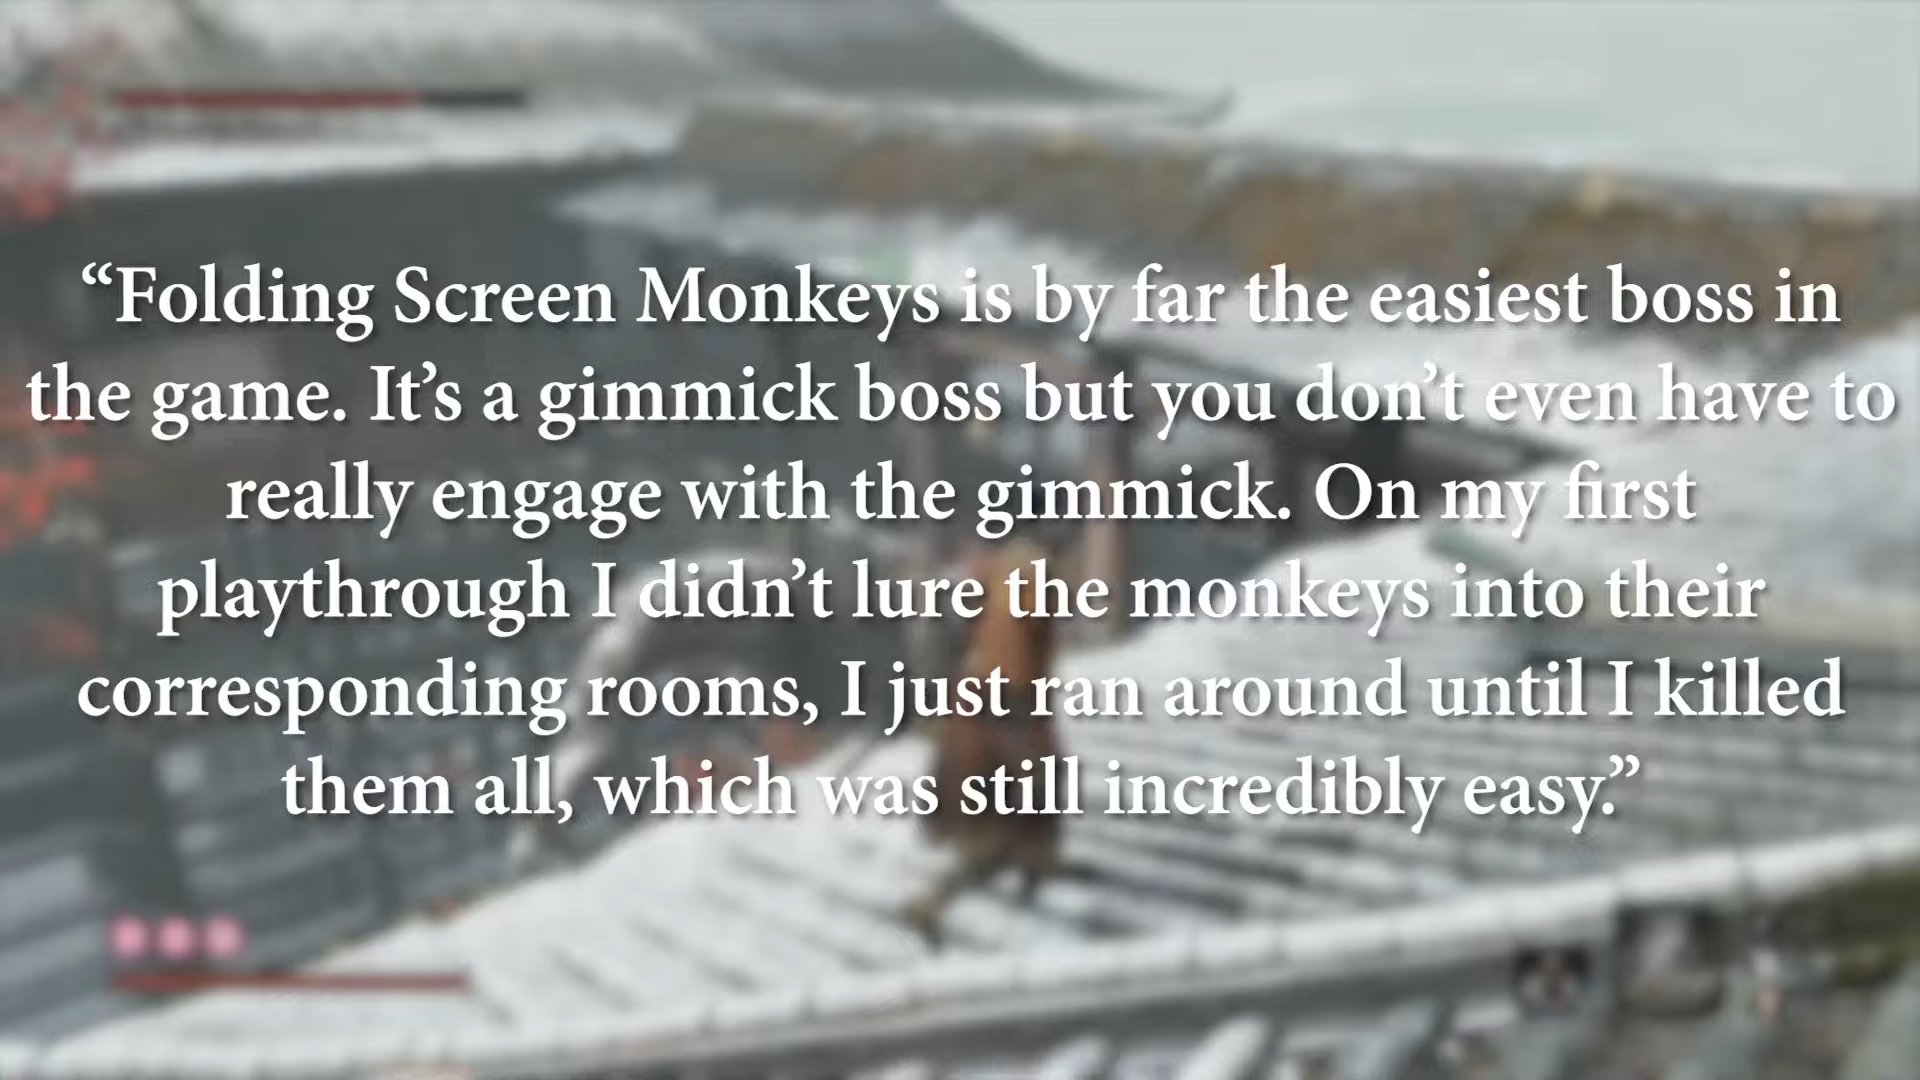 “Folding Screen Monkeys is by far the easiest boss in
the game. It’s a gimmick boss but you don’t even have to
really engage with the gimmick. On my first
playthrough I didn’t lure the monkeys into their
corresponding rooms, I just ran around until I killed
them all, which was still incredibly easy.”